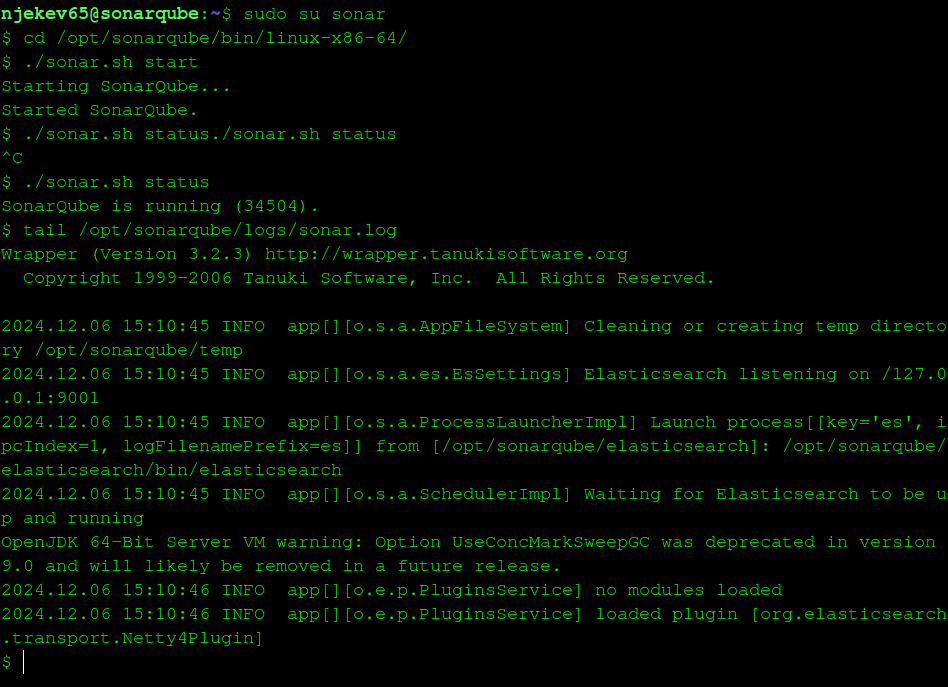 njekev65@sonarqube:~$ sudo su sonar
$ cd /opt/sonarqube/bin/linux-x86-64/
$ ./sonar.sh start
Starting SonarQube...
Started SonarQube.
$ ./sonar.sh status./sonar.sh status
^C
$ ./sonar.sh status
SonarQube is running (34504).
$ tail /opt/sonarqube/logs/sonar.log
Wrapper (Version 3.2.3) http://wrapper.tanukisoftware.org
  Copyright 1999-2006 Tanuki Software, Inc.  All Rights Reserved.

2024.12.06 15:10:45 INFO  app[][o.s.a.AppFileSystem] Cleaning or creating temp directo
ry /opt/sonarqube/temp
2024.12.06 15:10:45 INFO  app[][o.s.a.es.EsSettings] Elasticsearch listening on /127.0
.0.1:9001
2024.12.06 15:10:45 INFO  app[][o.s.a.ProcessLauncherImpl] Launch process[[key='es', i
pcIndex=1, logFilenamePrefix=es]] from [/opt/sonarqube/elasticsearch]: /opt/sonarqube/
elasticsearch/bin/elasticsearch
2024.12.06 15:10:45 INFO  app[][o.s.a.SchedulerImpl] Waiting for Elasticsearch to be u
p and running
OpenJDK 64-Bit Server VM warning: Option UseConcMarkSweepGC was deprecated in version
9.0 and will likely be removed in a future release.
2024.12.06 15:10:46 INFO  app[][o.e.p.PluginsService] no modules loaded
2024.12.06 15:10:46 INFO  app[][o.e.p.PluginsService] loaded plugin [org.elasticsearch
.transport.Netty4Plugin]
$